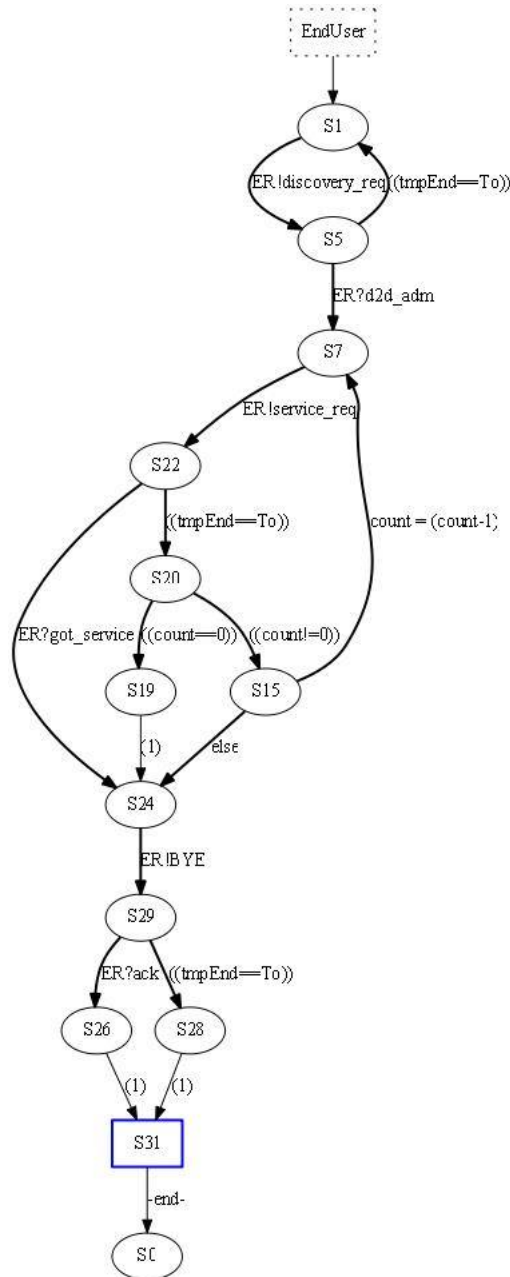 EndUser
S1
ER!discovery_req
((tmpEnd==To))
S5
ER?d2d_adm
S7
ER!service_req
S22
((tmpEnd==To))
count = (count-1)
S20
ER?got_service
((count==0))
((count!=0))
S19
S15
(1)
else
S24
ER!BYE
S29
ER?ack
((tmpEnd==To))
S26
S28
(1)
(1)
S31
-end-
S0